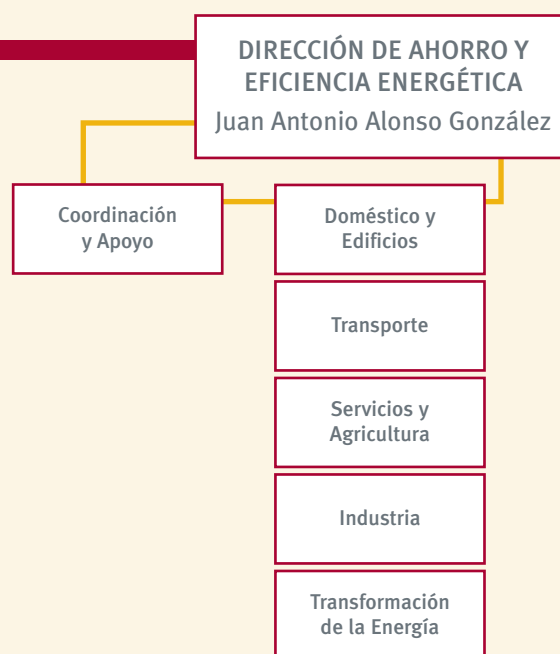 DIRECCIÓN DE AHORRO Y
EFICIENCIA ENERGÉTICA
Juan Antonio Alonso González
Coordinación
y Apoyo
Doméstico y
Edificios
Transporte
Servicios y
Agricultura
Industria
Transformación
de la Energía